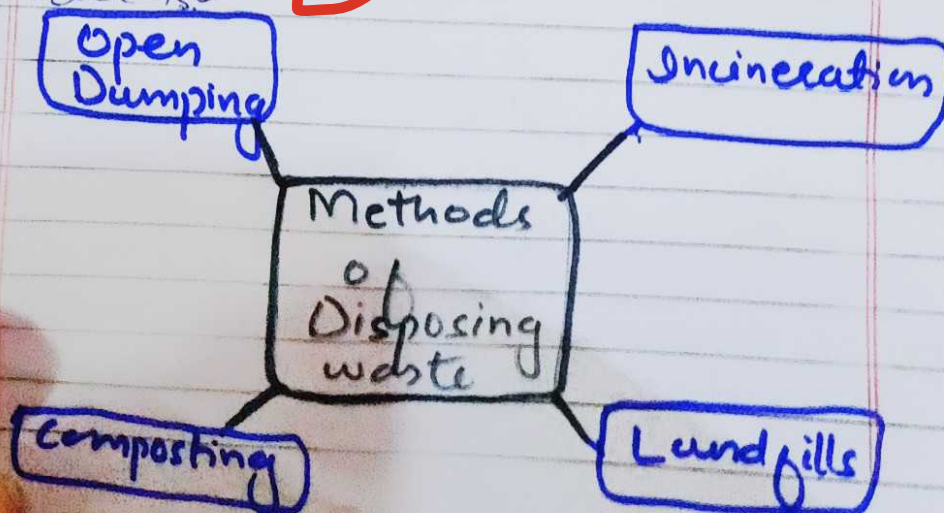 Open
Dumping
Incineration
Methods
of
Disposing
waste
Composting
Landfills